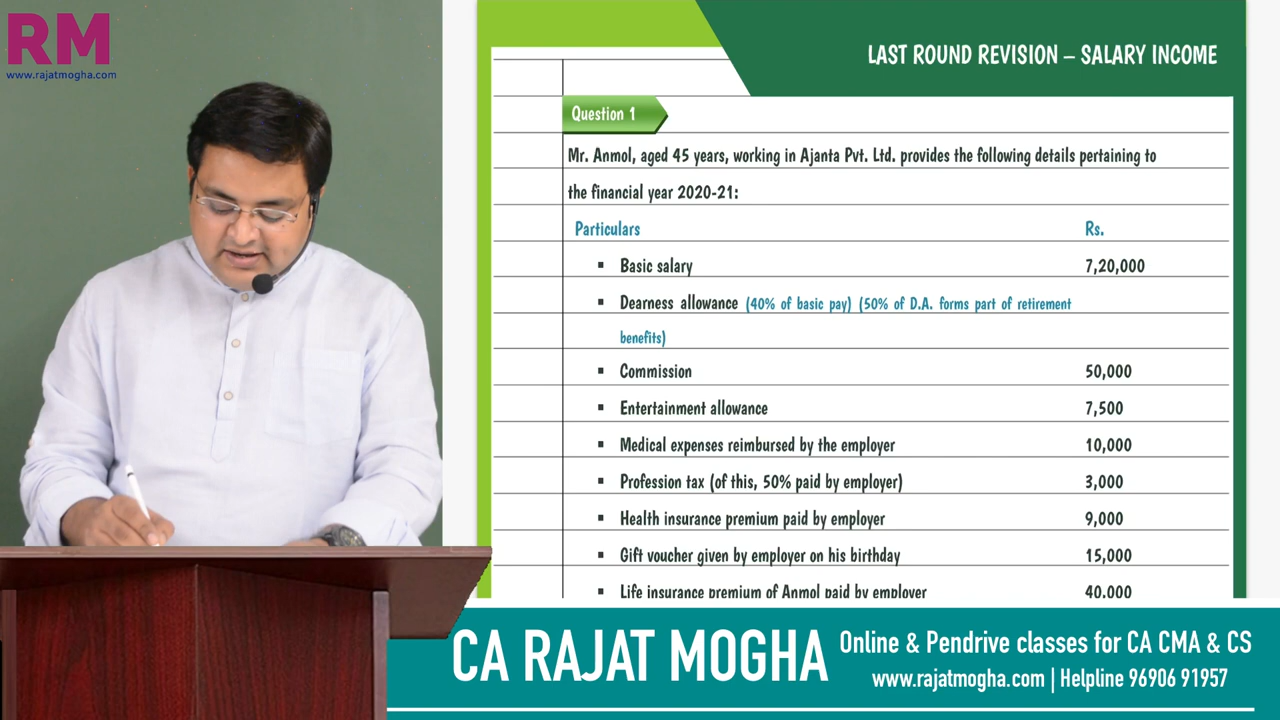 RM
www.rajatmogha.com
LAST ROUND REVISION – SALARY INCOME
Question 1
Mr. Anmol, aged 45 years, working in Ajanta Pvt. Ltd. provides the following details pertaining to
the financial year 2020-21:
Particulars Rs.
▪ Basic salary 7,20,000
▪ Dearness allowance (40% of basic pay) (50% of D.A. forms part of retirement
benefits)
▪ Commission 50,000
▪ Entertainment allowance 7,500
▪ Medical expenses reimbursed by the employer 10,000
▪ Profession tax (of this, 50% paid by employer) 3,000
▪ Health insurance premium paid by employer 9,000
▪ Gift voucher given by employer on his birthday 15,000
▪ Life insurance premium of Anmol paid by employer 40,000
CA RAJAT MOGHA
Online & Pendrive classes for CA CMA & CS
www.rajatmogha.com | Helpline 96906 91957